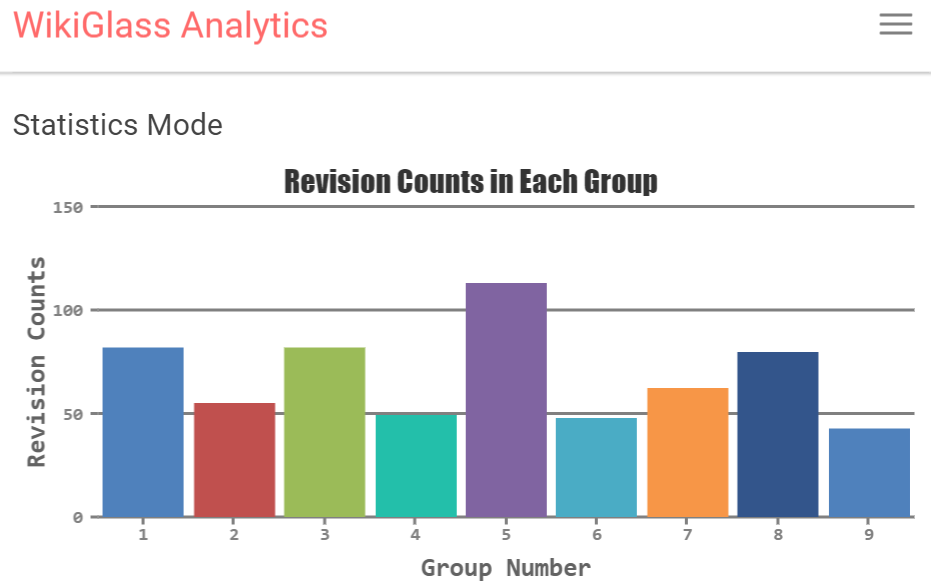 WikiGlass Analytics
Statistics Mode
Revision Counts in Each Group
150
100
50
0
Revision Counts
1 2 3 4 5 6 7 8 9
Group Number